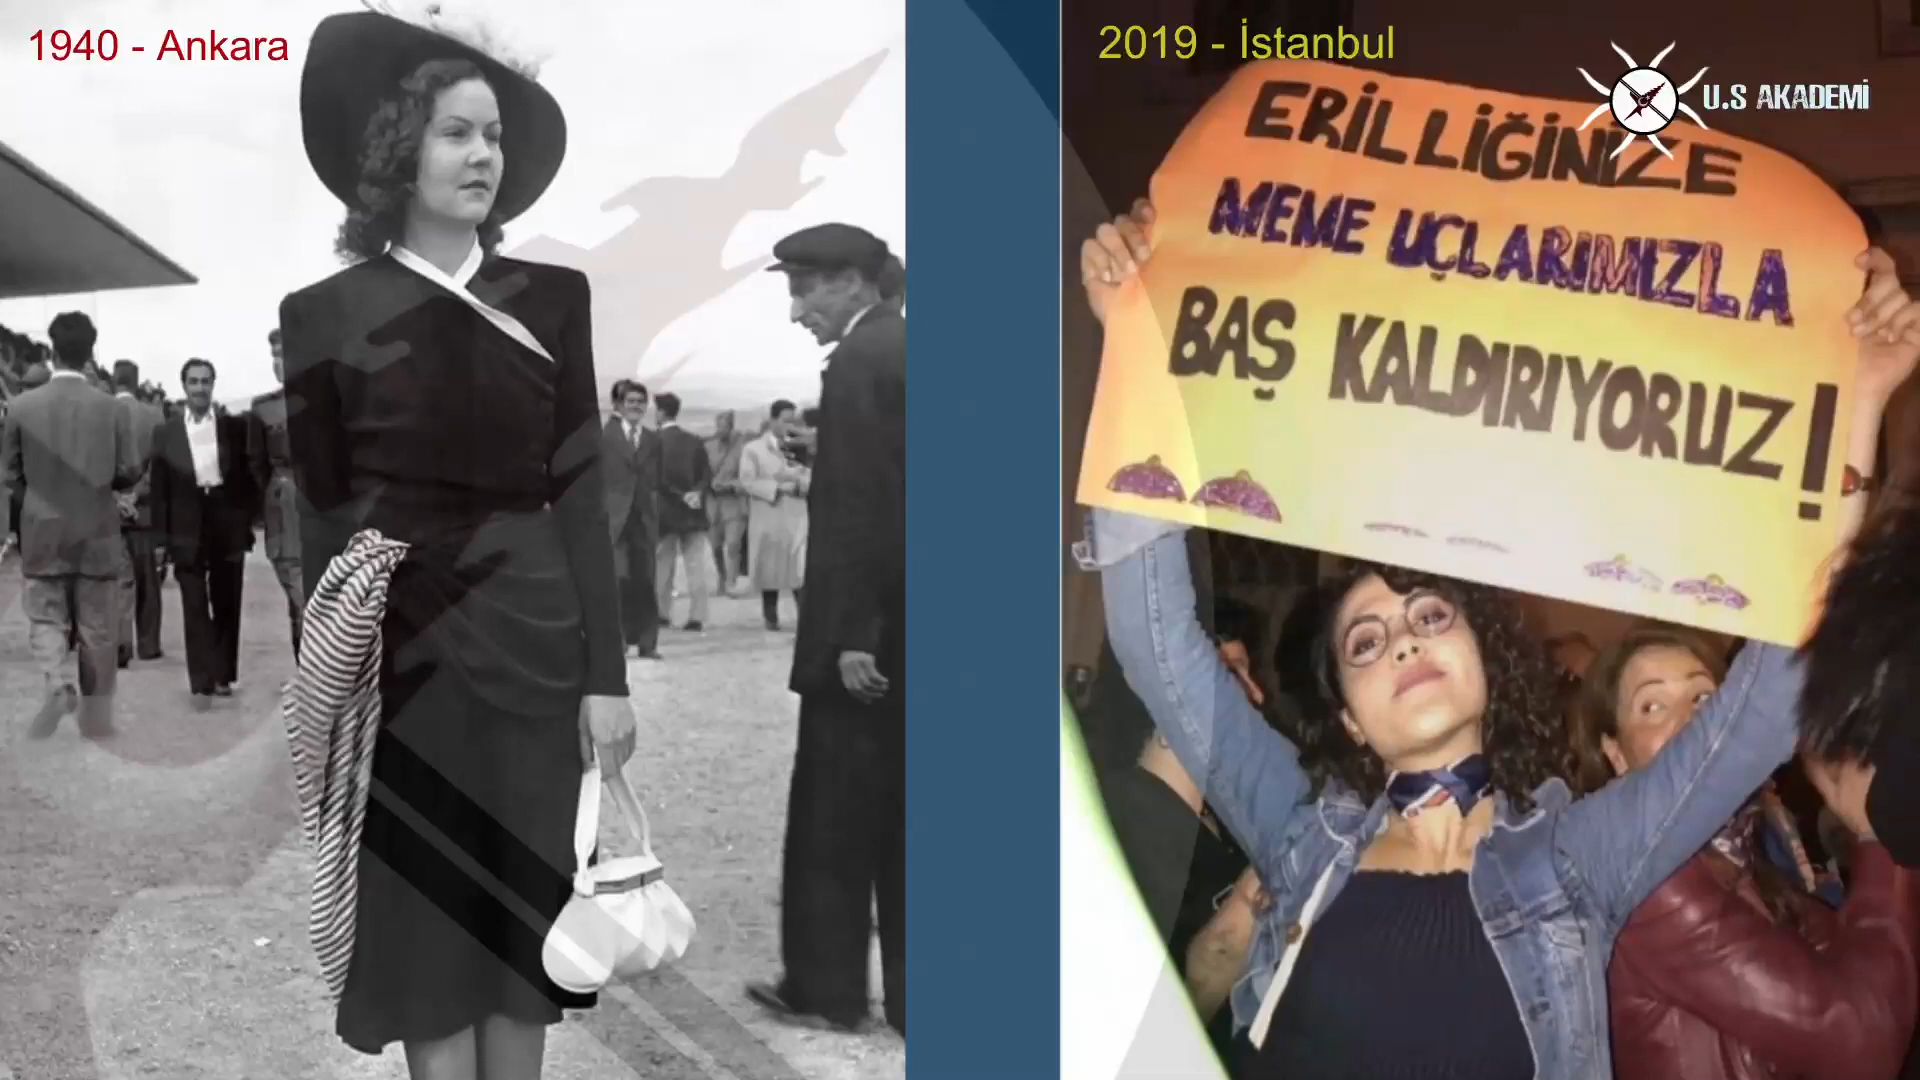 1940 - Ankara
2019 - İstanbul
U.S AKADEMİ
ERİLLİĞİNİZE
MEME UÇLARIMIZLA
BAŞ KALDIRIYORUZ!